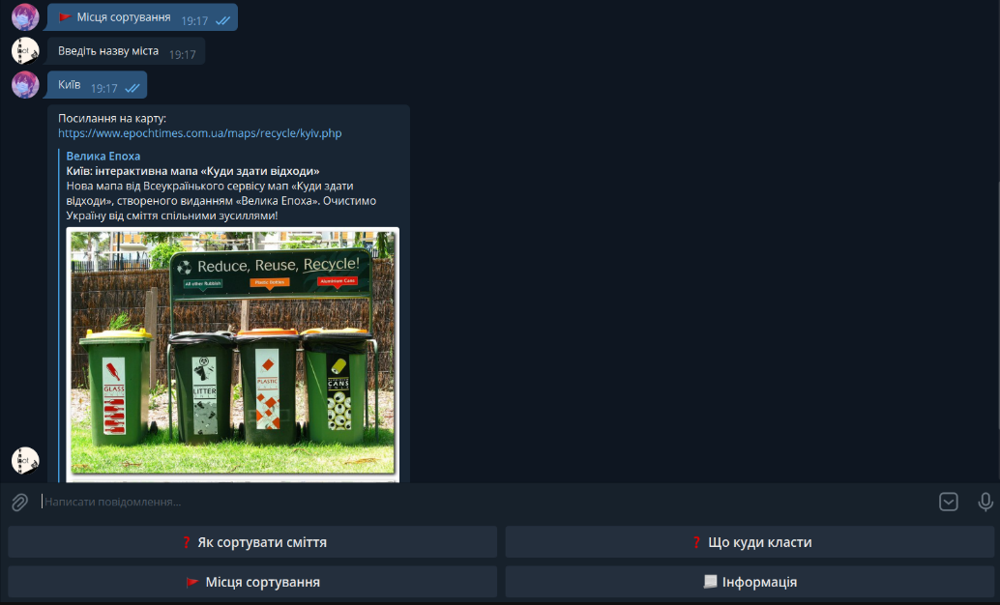 Місця сортування 19:17
Введіть назву міста 19:17
Київ 19:17
Посилання на карту:
https://www.epochtimes.com.ua/maps/recycle/kyiv.php
Велика Епоха
Київ: інтерактивна мапа «Куди здати відходи»
Нова мапа від Всеукраїнського сервісу мап «Куди здати
відходи», створеного виданням «Велика Епоха». Очистимо
Україну від сміття спільними зусиллями!
Reduce, Reuse, Recycle!
All other Rubbish
Plastic Bottles
Aluminum Cans
GLASS
LITTER
PLASTIC
CANS
Написати повідомлення...
❓ Як сортувати сміття
❓ Що куди класти
Місця сортування
Інформація